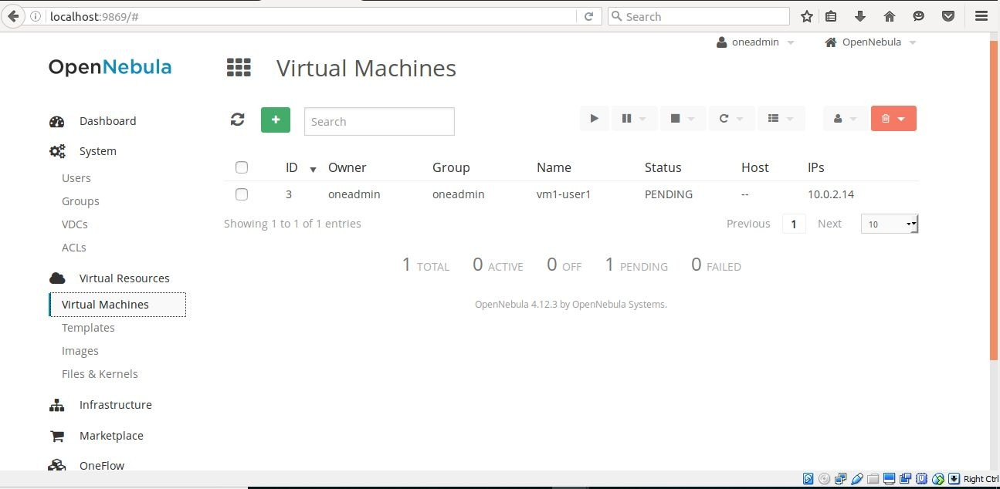 localhost:9869/#
Search
oneadmin
OpenNebula
OpenNebula
Virtual Machines
Dashboard
System
Users
Groups
VDCs
ACLs
Virtual Resources
Virtual Machines
Templates
Images
Files & Kernels
Infrastructure
Marketplace
OneFlow
Search
ID Owner Group Name Status Host IPs
3 oneadmin oneadmin vm1-user1 PENDING -- 10.0.2.14
Showing 1 to 1 of 1 entries
Previous 1 Next 10
1 TOTAL 0 ACTIVE 0 OFF 1 PENDING 0 FAILED
OpenNebula 4.12.3 by OpenNebula Systems.
Right Ctrl